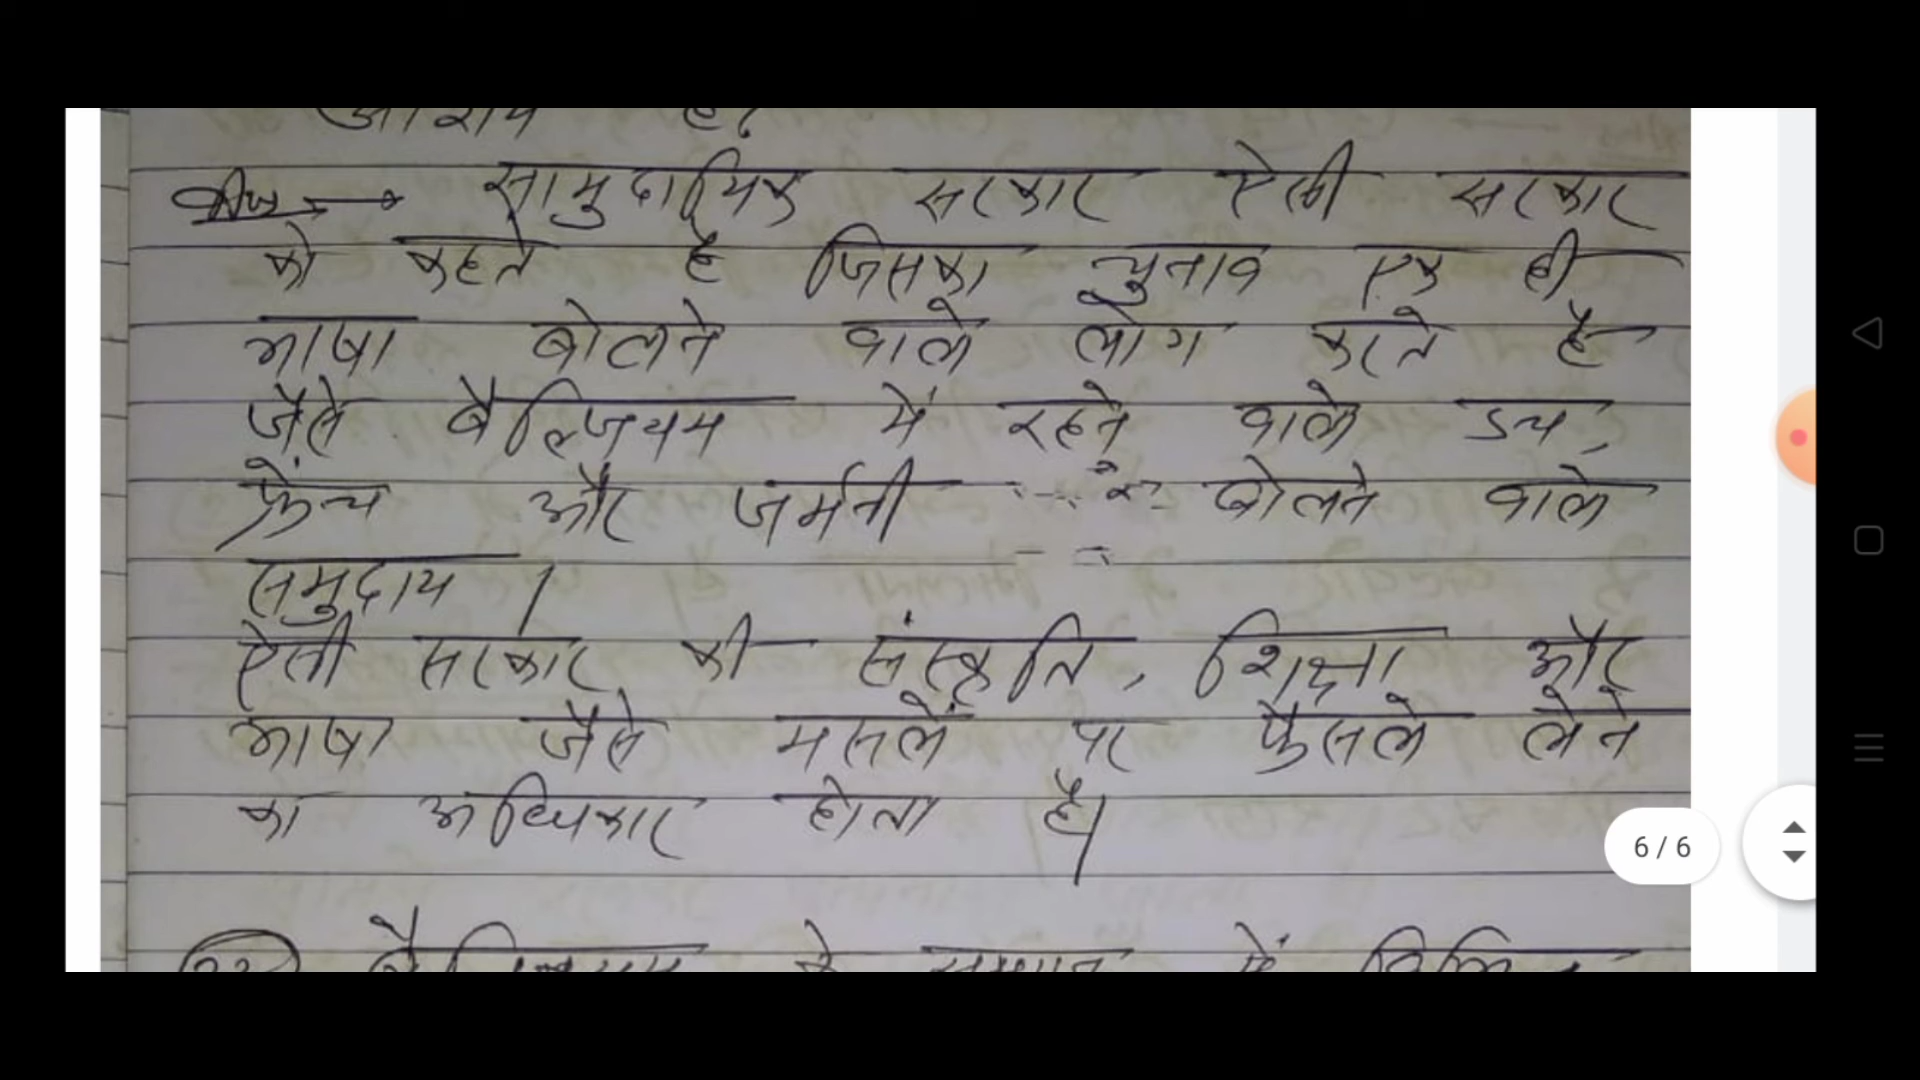 आशय है?
सामुदायिक सरकार ऐसी सरकार
को कहते है जिसका चुनाव एक ही
भाषा बोलने वाले लोग करते है
जैसे बैल्जियम में रहने वाले डच,
फ्रेंच और जर्मनी बोलने वाले
समुदाय ।
ऐसी सरकार की संस्कृति, शिक्षा और
भाषा जैसे मसलें पर फैसले लेने
का अधिकार होता है।
6 / 6